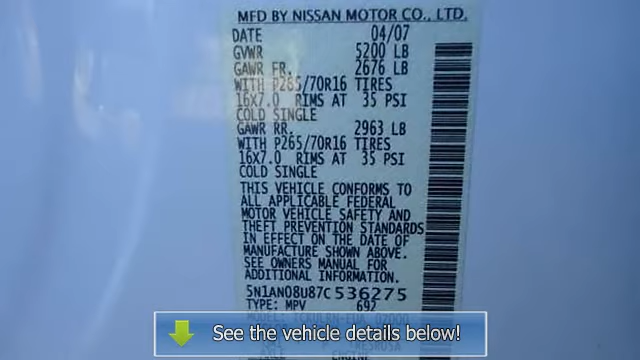 MFD BY NISSAN MOTOR CO., LTD.
DATE 04/07
GVWR 5200 LB
GAWR FR. 2676 LB
WITH P265/70R16 TIRES
16X7.0 RIMS AT 35 PSI
COLD SINGLE
GAWR RR. 2963 LB
WITH P265/70R16 TIRES
16X7.0 RIMS AT 35 PSI
COLD SINGLE
THIS VEHICLE CONFORMS TO
ALL APPLICABLE FEDERAL
MOTOR VEHICLE SAFETY AND
THEFT PREVENTION STANDARDS
IN EFFECT ON THE DATE OF
MANUFACTURE SHOWN ABOVE.
SEE OWNERS MANUAL FOR
ADDITIONAL INFORMATION.
5N1AN08U87C536275
TYPE: MPV 692
See the vehicle details below!
ENGINE